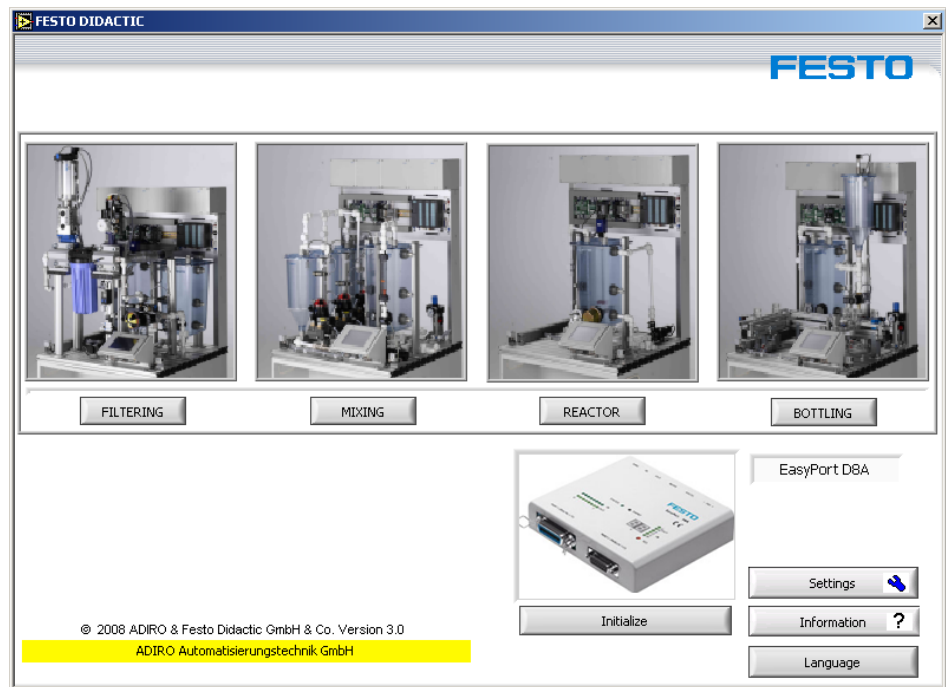 FESTO DIDACTIC
FESTO
FILTERING
MIXING
REACTOR
BOTTLING
EasyPort D8A
FESTO
Settings
Initialize
Information ?
Language
© 2008 ADIRO & Festo Didactic GmbH & Co. Version 3.0
ADIRO Automatisierungstechnik GmbH